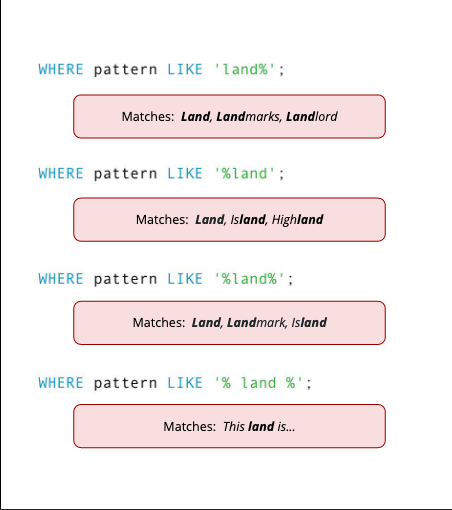 WHERE pattern LIKE 'land%';
Matches: Land, Landmarks, Landlord
WHERE pattern LIKE '%land';
Matches: Land, Island, Highland
WHERE pattern LIKE '%land%';
Matches: Land, Landmark, Island
WHERE pattern LIKE '% land %';
Matches: This land is...